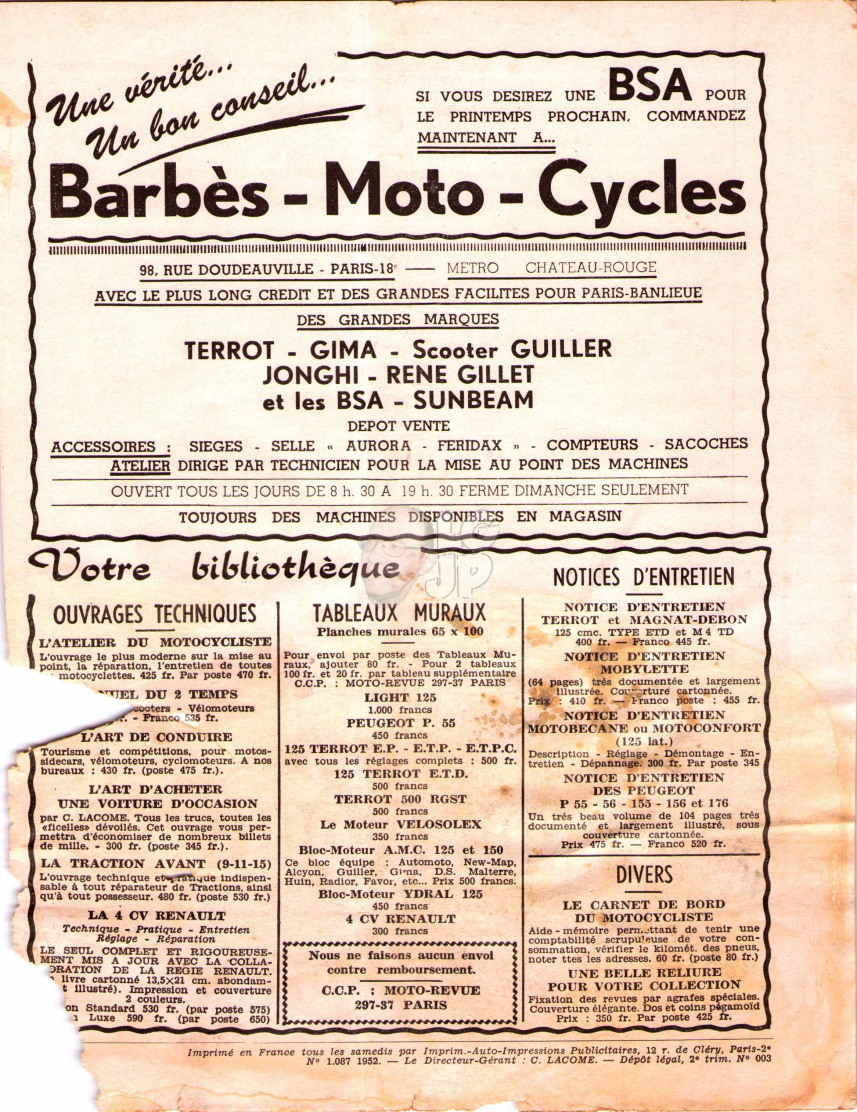 Une vérité...
Un bon conseil...
SI VOUS DESIREZ UNE BSA POUR
LE PRINTEMPS PROCHAIN, COMMANDEZ
MAINTENANT A...
Barbès - Moto - Cycles
98, RUE DOUDEAUVILLE - PARIS-18e — METRO CHATEAU-ROUGE
AVEC LE PLUS LONG CREDIT ET DES GRANDES FACILITES POUR PARIS-BANLIEUE
DES GRANDES MARQUES
TERROT - GIMA - Scooter GUILLER
JONGHI - RENE GILLET
et les BSA - SUNBEAM
DEPOT VENTE
ACCESSOIRES : SIEGES - SELLE « AURORA - FERIDAX » - COMPTEURS - SACOCHES
ATELIER DIRIGE PAR TECHNICIEN POUR LA MISE AU POINT DES MACHINES
OUVERT TOUS LES JOURS DE 8 h. 30 A 19 h. 30 FERME DIMANCHE SEULEMENT
TOUJOURS DES MACHINES DISPONIBLES EN MAGASIN
Votre bibliothèque
OUVRAGES TECHNIQUES
L'ATELIER DU MOTOCYCLISTE
L'ouvrage le plus moderne sur la mise au
point, la réparation, l'entretien de toutes
motocyclettes. 425 fr. Par poste 470 fr.
NUEL DU 2 TEMPS
cooters - Vélomoteurs
fr. - Franco 535 fr.
L'ART DE CONDUIRE
Tourisme et compétitions, pour motos-
sidecars, vélomoteurs, cyclomoteurs. A nos
bureaux : 430 fr. (poste 475 fr.).
L'ART D'ACHETER
UNE VOITURE D'OCCASION
par C. LACOME. Tous les trucs, toutes les
«ficelles» dévoilés. Cet ouvrage vous per-
mettra d'économiser de nombreux billets
de mille. - 300 fr. (poste 345 fr.).
LA TRACTION AVANT (9-11-15)
L'ouvrage technique et pratique indispen-
sable à tout réparateur de Tractions, ainsi
qu'à tout possesseur. 480 fr. (poste 530 fr.)
LA 4 CV RENAULT
Technique - Pratique - Entretien
Réglage - Réparation
LE SEUL COMPLET ET RIGOUREUSE-
MENT MIS A JOUR AVEC LA COLLA-
ORATION DE LA REGIE RENAULT.
livre cartonné 13,5x21 cm. abondam-
t illustré). Impression et couverture
2 couleurs.
on Standard 530 fr. (par poste 575)
n Luxe 590 fr. (par poste 650)
TABLEAUX MURAUX
Planches murales 65 x 100
Pour envoi par poste des Tableaux Mu-
raux, ajouter 80 fr. - Pour 2 tableaux
100 fr. et 20 fr. par tableau supplémentaire
C.C.P. : MOTO-REVUE 297-37 PARIS
LIGHT 125
1.000 francs
PEUGEOT P. 55
450 francs
125 TERROT E.P. - E.T.P. - E.T.P.C.
avec tous les réglages complets : 500 fr.
125 TERROT E.T.D.
500 francs
TERROT 500 RGST
500 francs
Le Moteur VELOSOLEX
350 francs
Bloc-Moteur A.M.C. 125 et 150
Ce bloc équipe : Automoto, New-Map,
Alcyon, Guiller, Gima, D.S. Malterre,
Huin, Radior, Favor, etc... Prix 500 francs.
Bloc-Moteur YDRAL 125
450 francs
4 CV RENAULT
300 francs
Nous ne faisons aucun envoi
contre remboursement.
C.C.P. : MOTO-REVUE
297-37 PARIS
NOTICES D'ENTRETIEN
NOTICE D'ENTRETIEN
TERROT et MAGNAT-DEBON
125 cmc. TYPE ETD et M 4 TD
400 fr. — Franco 445 fr.
NOTICE D'ENTRETIEN
MOBYLETTE
(64 pages) très documentée et largement
illustrée. Couverture cartonnée.
Prix : 410 fr. — Franco poste : 455 fr.
NOTICE D'ENTRETIEN
MOTOBECANE ou MOTOCONFORT
(125 lat.)
Description - Réglage - Démontage - En-
tretien - Dépannage. 300 fr. Par poste 345
NOTICE D'ENTRETIEN
DES PEUGEOT
P 55 - 56 - 155 - 156 et 176
Un très beau volume de 104 pages très
documenté et largement illustré, sous
couverture cartonnée.
Prix 475 fr. — Franco 520 fr.
DIVERS
LE CARNET DE BORD
DU MOTOCYCLISTE
Aide - mémoire permettant de tenir une
comptabilité scrupuleuse de votre con-
sommation, vérifier le kilomét. des pneus,
noter ttes les adresses. 60 fr. (poste 80 fr.)
UNE BELLE RELIURE
POUR VOTRE COLLECTION
Fixation des revues par agrafes spéciales.
Couverture élégante. Dos et coins pégamoïd
Prix : 350 fr. Par poste 425 fr.
Imprimé en France tous les samedis par Imprim.-Auto-Impressions Publicitaires, 12 r. de Cléry, Paris-2e
N° 1.087 1952. — Le Directeur-Gérant : C. LACOME. — Dépôt légal, 2e trim. N° 003